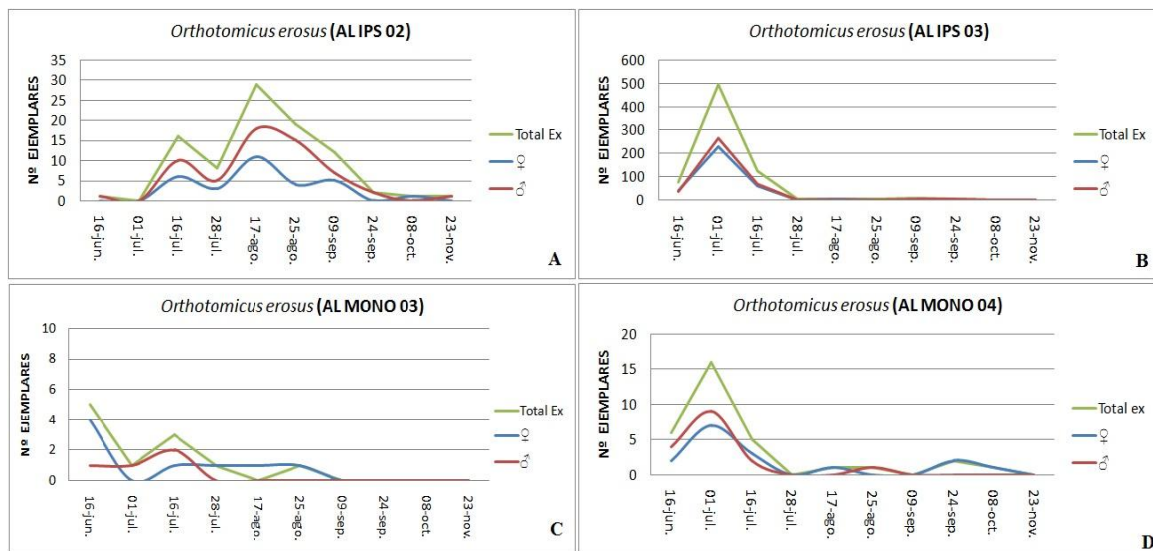 Orthotomicus erosus (AL IPS 02)
Nº EJEMPLARES
35
30
25
20
15
10
5
0
16-jun.
01-jul.
16-jul.
28-jul.
17-ago.
25-ago.
09-sep.
24-sep.
08-oct.
23-nov.
Total Ex
♀
♂
A
Orthotomicus erosus (AL IPS 03)
Nº EJEMPLARES
600
500
400
300
200
100
0
16-jun.
01-jul.
16-jul.
28-jul.
17-ago.
25-ago.
09-sep.
24-sep.
08-oct.
23-nov.
Total Ex
♀
♂
B
Orthotomicus erosus (AL MONO 03)
Nº EJEMPLARES
10
8
6
4
2
0
16-jun.
01-jul.
16-jul.
28-jul.
17-ago.
25-ago.
09-sep.
24-sep.
08-oct.
23-nov.
Total Ex
♀
♂
C
Orthotomicus erosus (AL MONO 04)
Nº EJEMPLARES
20
15
10
5
0
16-jun.
01-jul.
16-jul.
28-jul.
17-ago.
25-ago.
09-sep.
24-sep.
08-oct.
23-nov.
Total ex
♀
♂
D